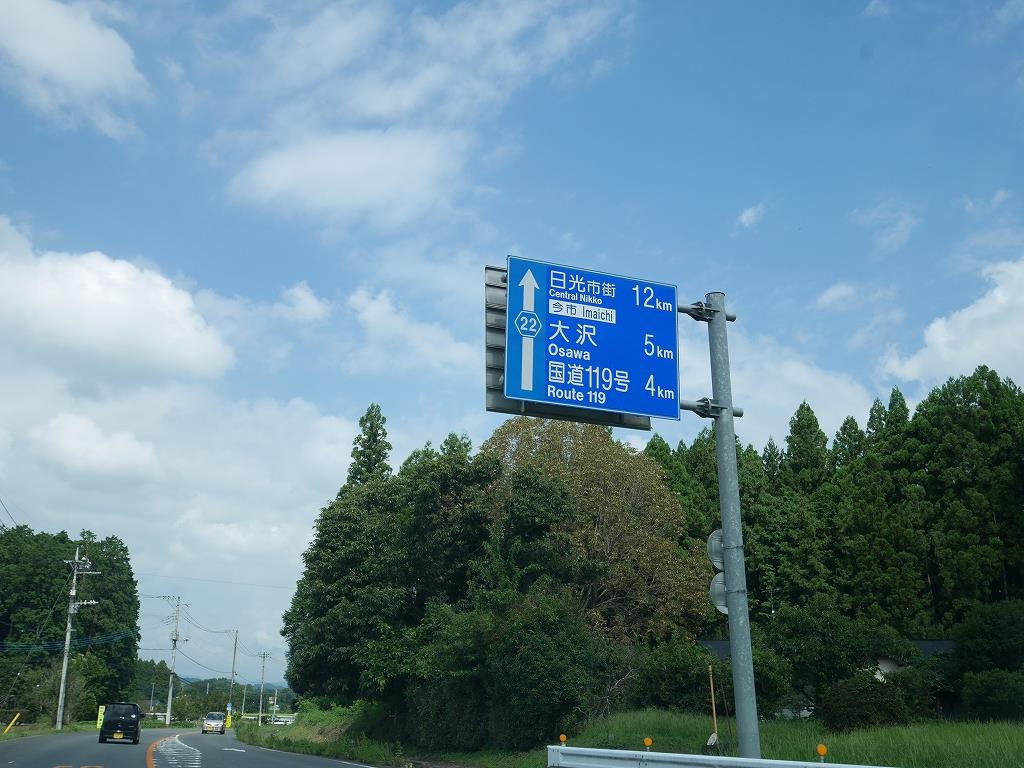 日光市街 12km
Central Nikko
今市 Imaichi
22
大沢 5km
Osawa
国道119号 4km
Route 119